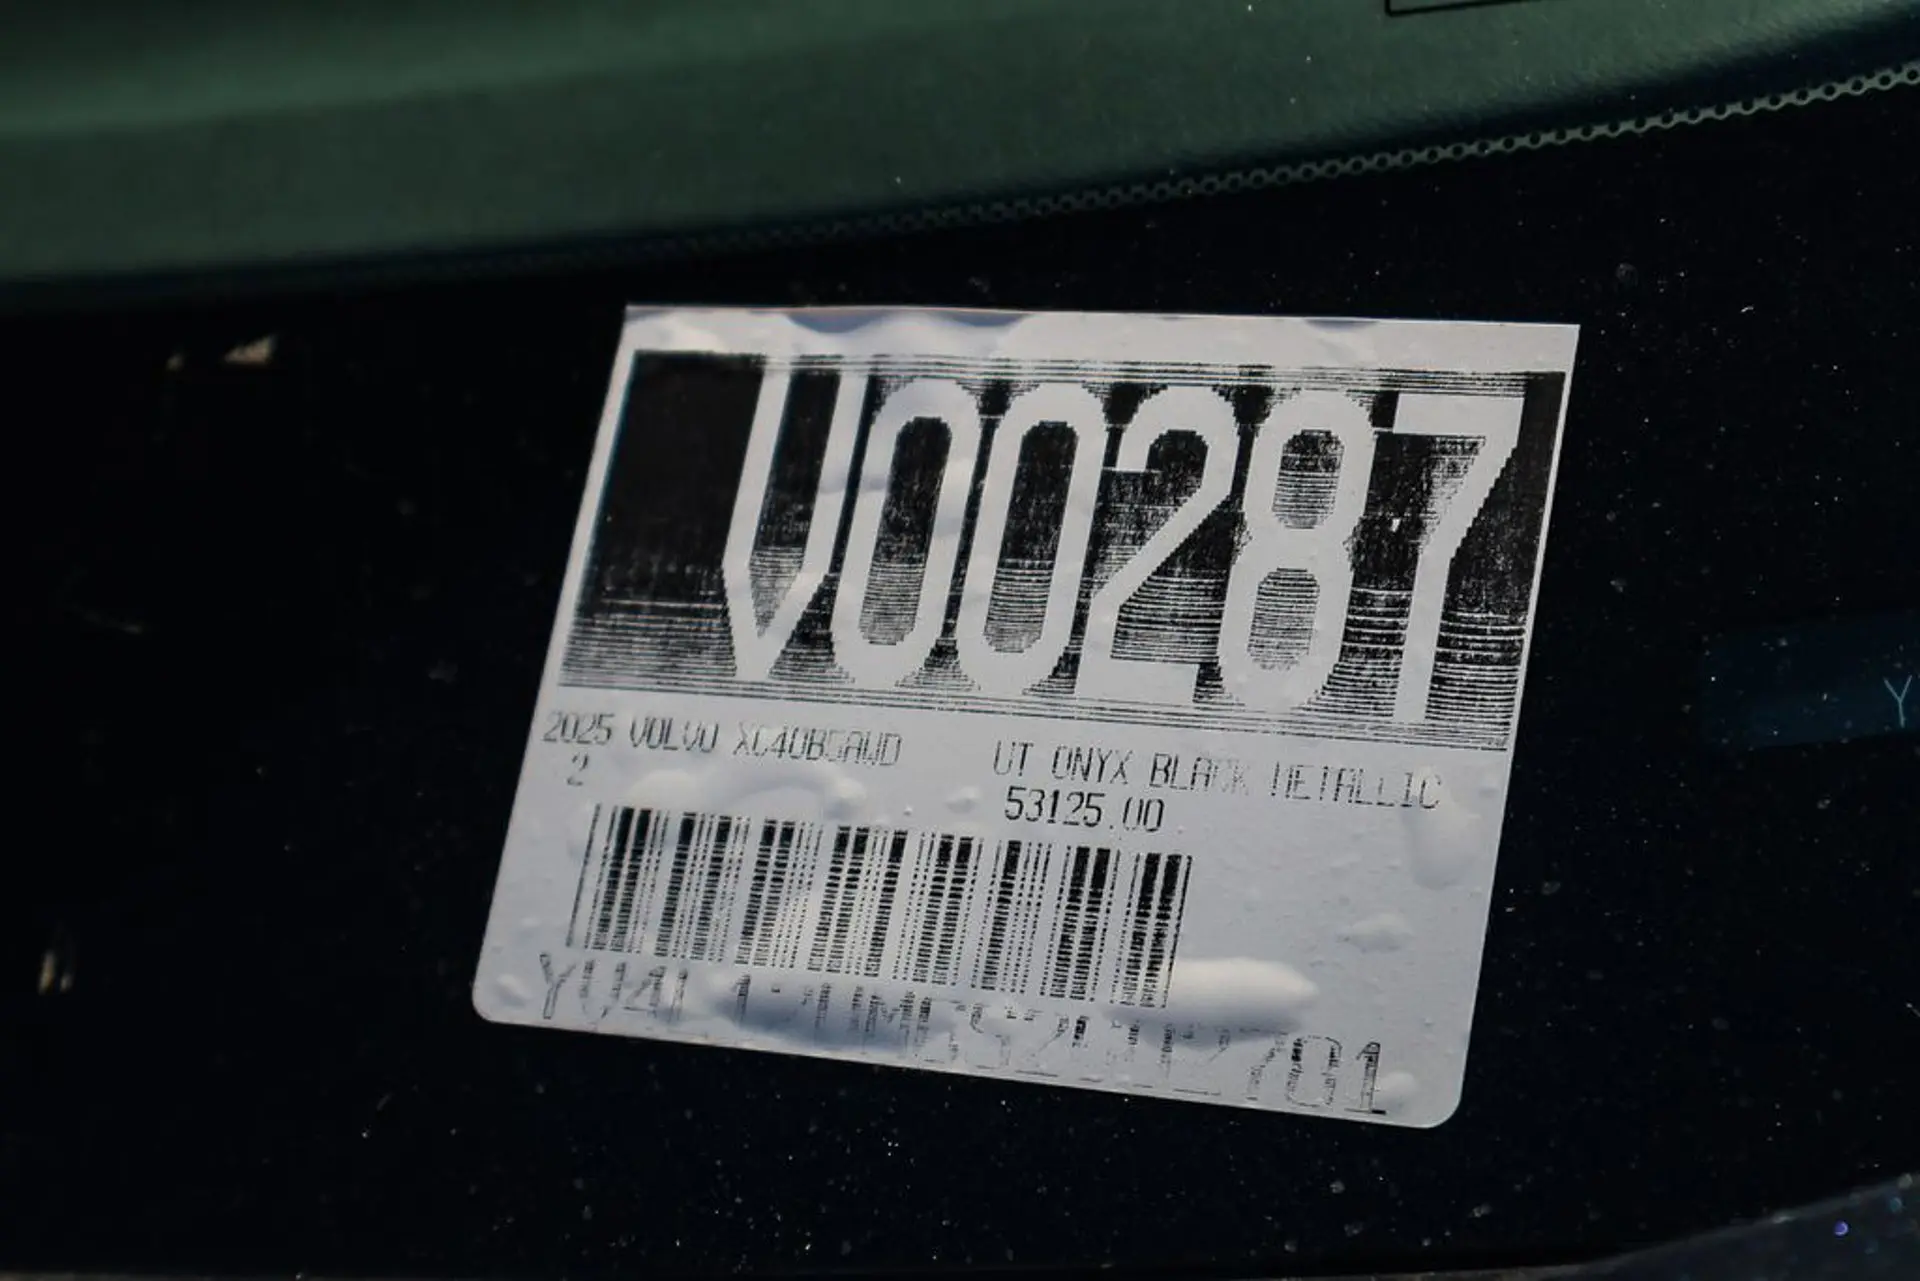 V00287
2025 VOLVO XC40B5AWD UT ONYX BLACK METALLIC
2 53125.00
Y